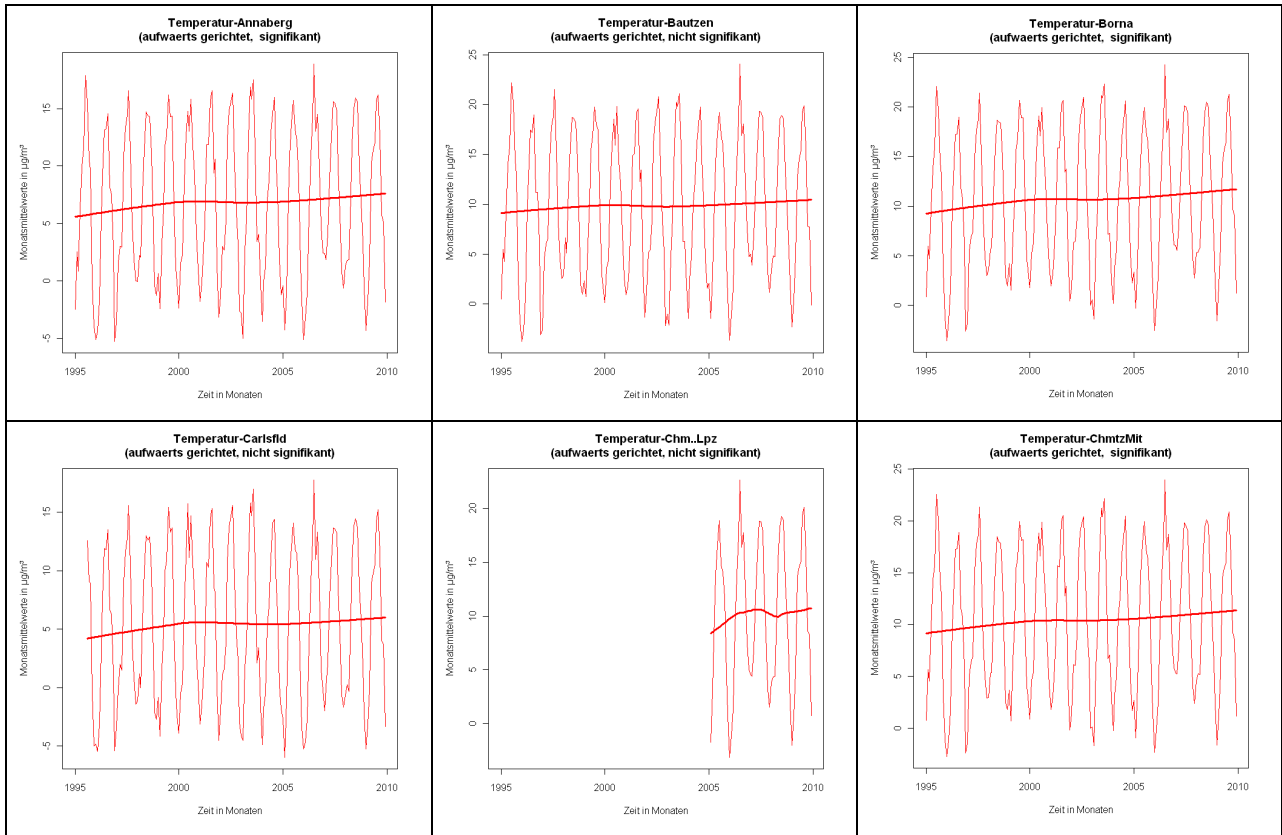 Temperatur-Annaberg
(aufwaerts gerichtet, signifikant)
Monatsmittelwerte in µg/m³
15
10
5
0
-5
1995
2000
2005
2010
Zeit in Monaten
Temperatur-Bautzen
(aufwaerts gerichtet, nicht signifikant)
Monatsmittelwerte in µg/m³
25
20
15
10
5
0
1995
2000
2005
2010
Zeit in Monaten
Temperatur-Borna
(aufwaerts gerichtet, signifikant)
Monatsmittelwerte in µg/m³
25
20
15
10
5
0
1995
2000
2005
2010
Zeit in Monaten
Temperatur-Carlsfld
(aufwaerts gerichtet, nicht signifikant)
Monatsmittelwerte in µg/m³
15
10
5
0
-5
1995
2000
2005
2010
Zeit in Monaten
Temperatur-Chm..Lpz
(aufwaerts gerichtet, nicht signifikant)
Monatsmittelwerte in µg/m³
20
15
10
5
0
1995
2000
2005
2010
Zeit in Monaten
Temperatur-ChmtzMit
(aufwaerts gerichtet, signifikant)
Monatsmittelwerte in µg/m³
25
20
15
10
5
0
1995
2000
2005
2010
Zeit in Monaten